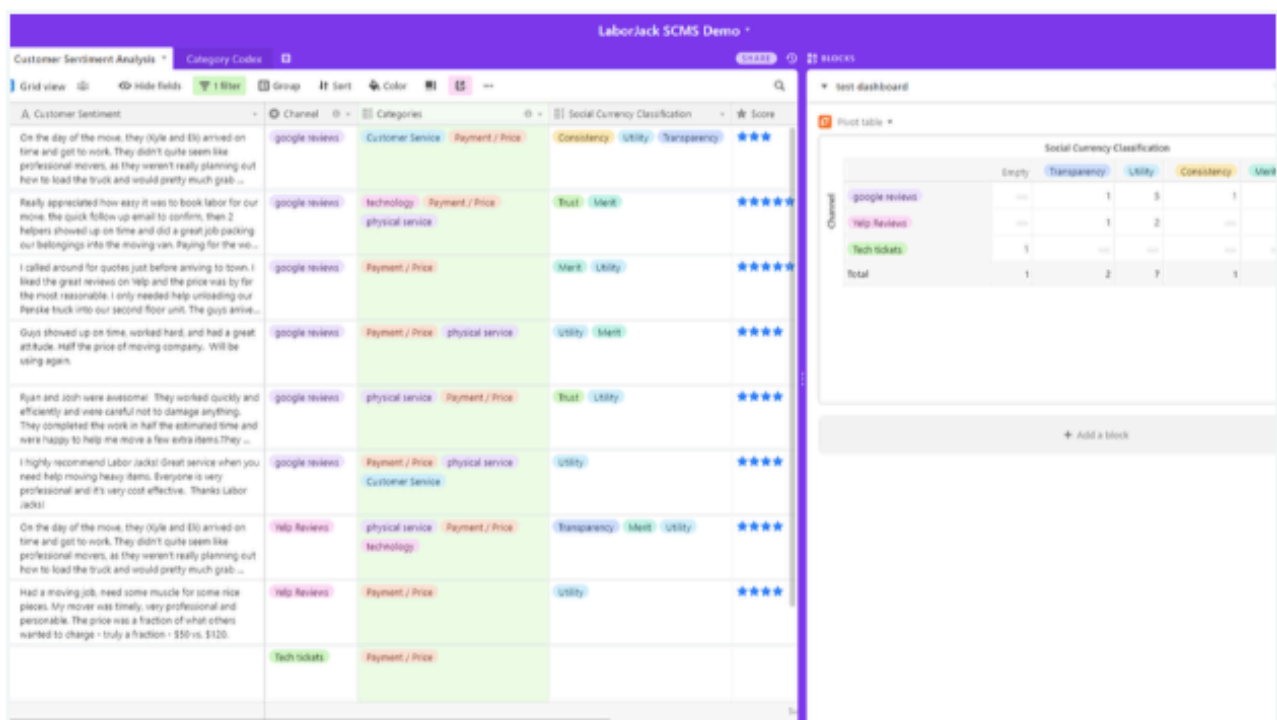 LaborJack SCMS Demo
Customer Sentiment Analysis
Category Codex
SHARE
BLOCKS
Grid view
Hide fields
1 filter
Group
Sort
Color
test dashboard
Customer Sentiment
Channel
Categories
Social Currency Classification
Score
On the day of the move, they (Kyle and Eli) arrived on
time and got to work. They didn't quite seem like
professional movers, as they weren't really planning out
how to load the truck and would pretty much grab ...
google reviews
Customer Service Payment / Price
Consistency Utility Transparency
Really appreciated how easy it was to book labor for our
move, the quick follow up email to confirm, then 2
helpers showed up on time and did a great job packing
our belongings into the moving van. Paying for the wo...
google reviews
technology Payment / Price
physical service
Trust Merit
I called around for quotes just before arriving to town. I
liked the great reviews on Yelp and the price was by far
the most reasonable. I only needed help unloading our
Penske truck into our second floor unit. The guys arrive...
google reviews
Payment / Price
Merit Utility
Guys showed up on time, worked hard, and had a great
attitude. Half the price of moving company. Will be
using again.
google reviews
Payment / Price physical service
Utility Merit
Ryan and Josh were awesome! They worked quickly and
efficiently and were careful not to damage anything.
They completed the work in half the estimated time and
were happy to help me move a few extra items.They ...
google reviews
physical service Payment / Price
Trust Utility
I highly recommend Labor Jacks! Great service when you
need help moving heavy items. Everyone is very
professional and it's very cost effective. Thanks Labor
Jacks!
google reviews
Payment / Price physical service
Customer Service
Utility
On the day of the move, they (Kyle and Eli) arrived on
time and got to work. They didn't quite seem like
professional movers, as they weren't really planning out
how to load the truck and would pretty much grab ...
Yelp Reviews
physical service Payment / Price
technology
Transparency Merit Utility
Had a moving job, need some muscle for some nice
pieces. My mover was timely, very professional and
personable. The price was a fraction of what others
wanted to charge - truly a fraction - $50 vs. $120.
Yelp Reviews
Payment / Price
Utility
Tech tickets
Payment / Price
Pivot table
Social Currency Classification
Empty Transparency Utility Consistency Merit
Channel
google reviews -- 1 5 1
Yelp Reviews -- 1 2 --
Tech tickets 1 -- -- --
Total 1 2 7 1
+ Add a block